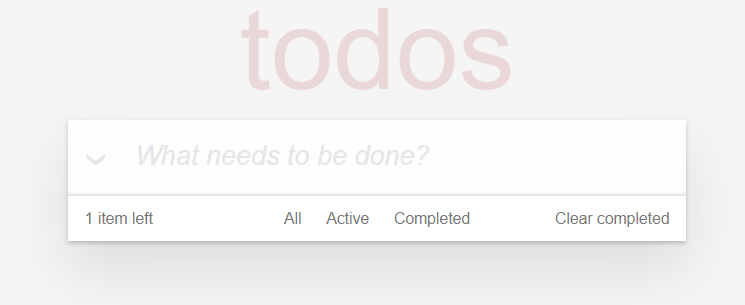 todos
What needs to be done?
1 item left All Active Completed Clear completed